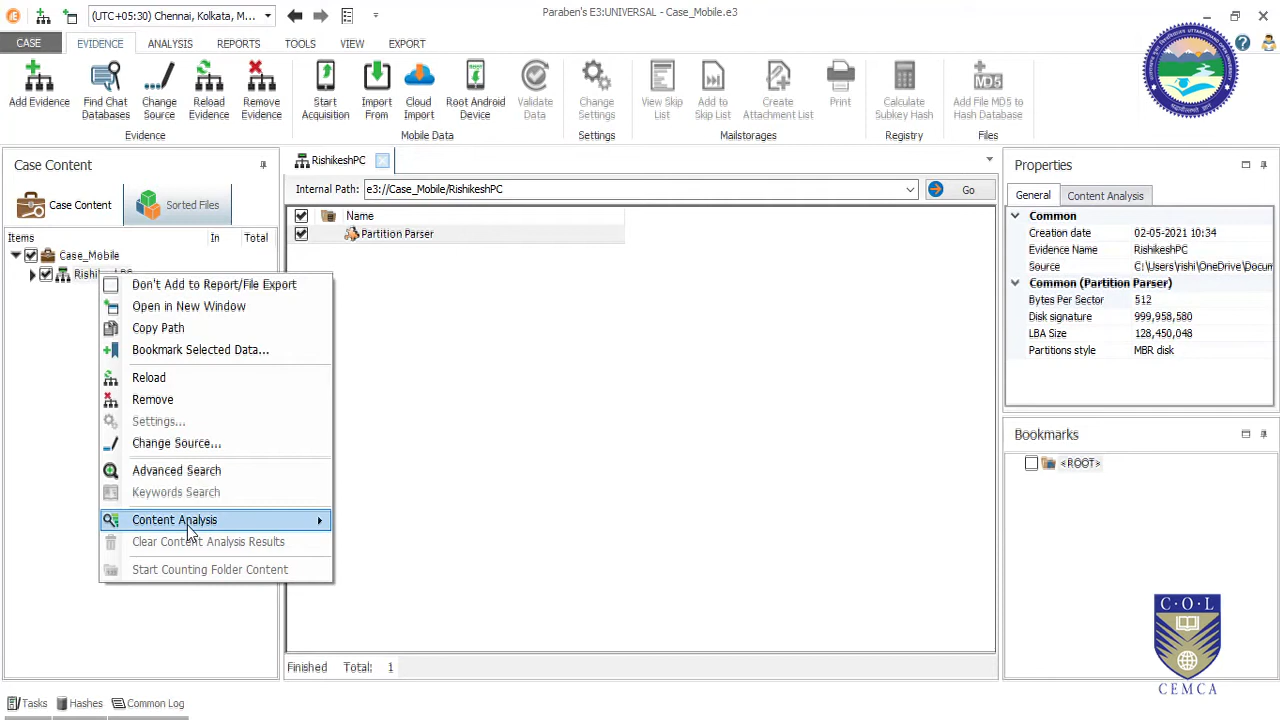 (UTC+05:30) Chennai, Kolkata, M...
Paraben's E3:UNIVERSAL - Case_Mobile.e3
CASE
EVIDENCE
ANALYSIS
REPORTS
TOOLS
VIEW
EXPORT
Add Evidence
Find Chat Databases
Change Source
Reload Evidence
Remove Evidence
Start Acquisition
Import From
Cloud Import
Root Android Device
Validate Data
Change Settings
View Skip List
Add to Skip List
Create Attachment List
Print
Calculate Subkey Hash
Add File MD5 to Hash Database
Evidence
Mobile Data
Settings
Mailstorages
Registry
Files
Case Content
Case Content
Sorted Files
Items In Total
Case_Mobile
Don't Add to Report/File Export
Open in New Window
Copy Path
Bookmark Selected Data...
Reload
Remove
Settings...
Change Source...
Advanced Search
Keywords Search
Content Analysis
Clear Content Analysis Results
Start Counting Folder Content
RishikeshPC
Internal Path: e3://Case_Mobile/RishikeshPC
Go
Name
Partition Parser
Finished Total: 1
Properties
General
Content Analysis
Common
Creation date 02-05-2021 10:34
Evidence Name RishikeshPC
Source C:\Users\rishi\OneDrive\Docum
Common (Partition Parser)
Bytes Per Sector 512
Disk signature 999,958,580
LBA Size 128,450,048
Partitions style MBR disk
Bookmarks
<ROOT>
C·O·L
CEMCA
Tasks
Hashes
Common Log